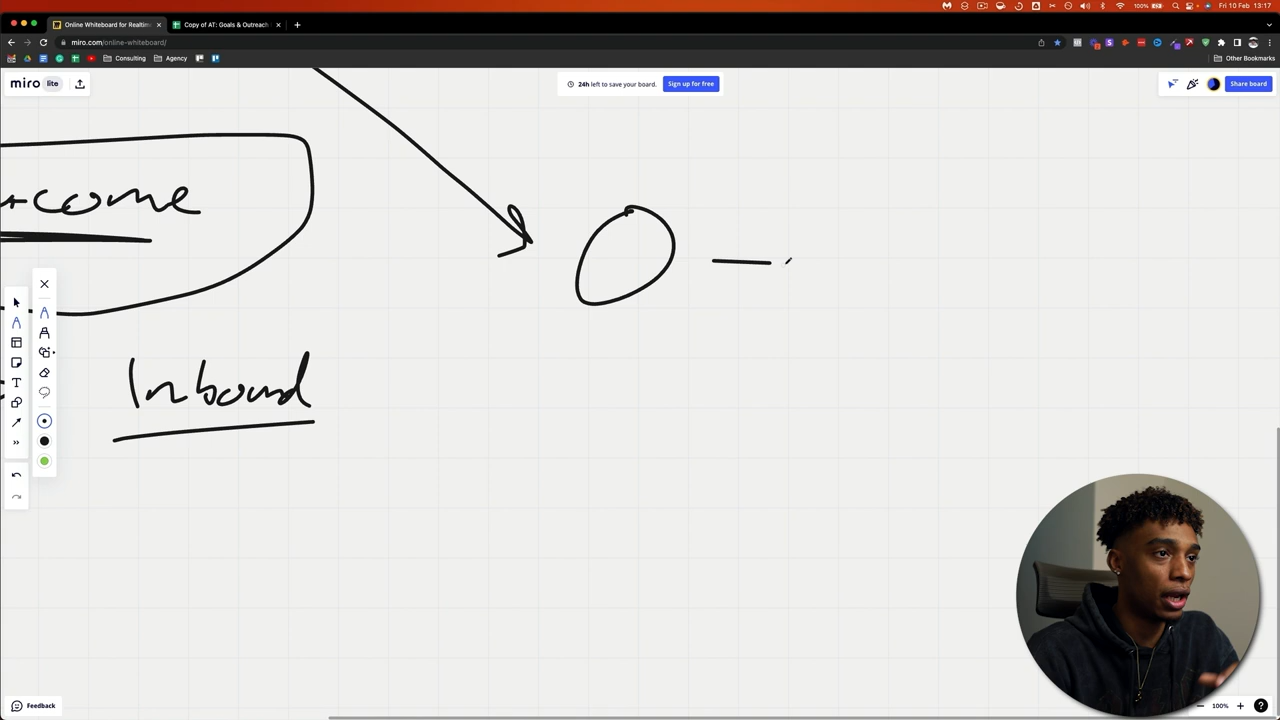 100% Fri 10 Feb 13:17
Online Whiteboard for Realtim
Copy of AT: Goals & Outreach
miro.com/online-whiteboard/
Consulting
Agency
Other Bookmarks
miro lite
24h left to save your board.
Sign up for free
Share board
come
Inbound
Feedback
100%